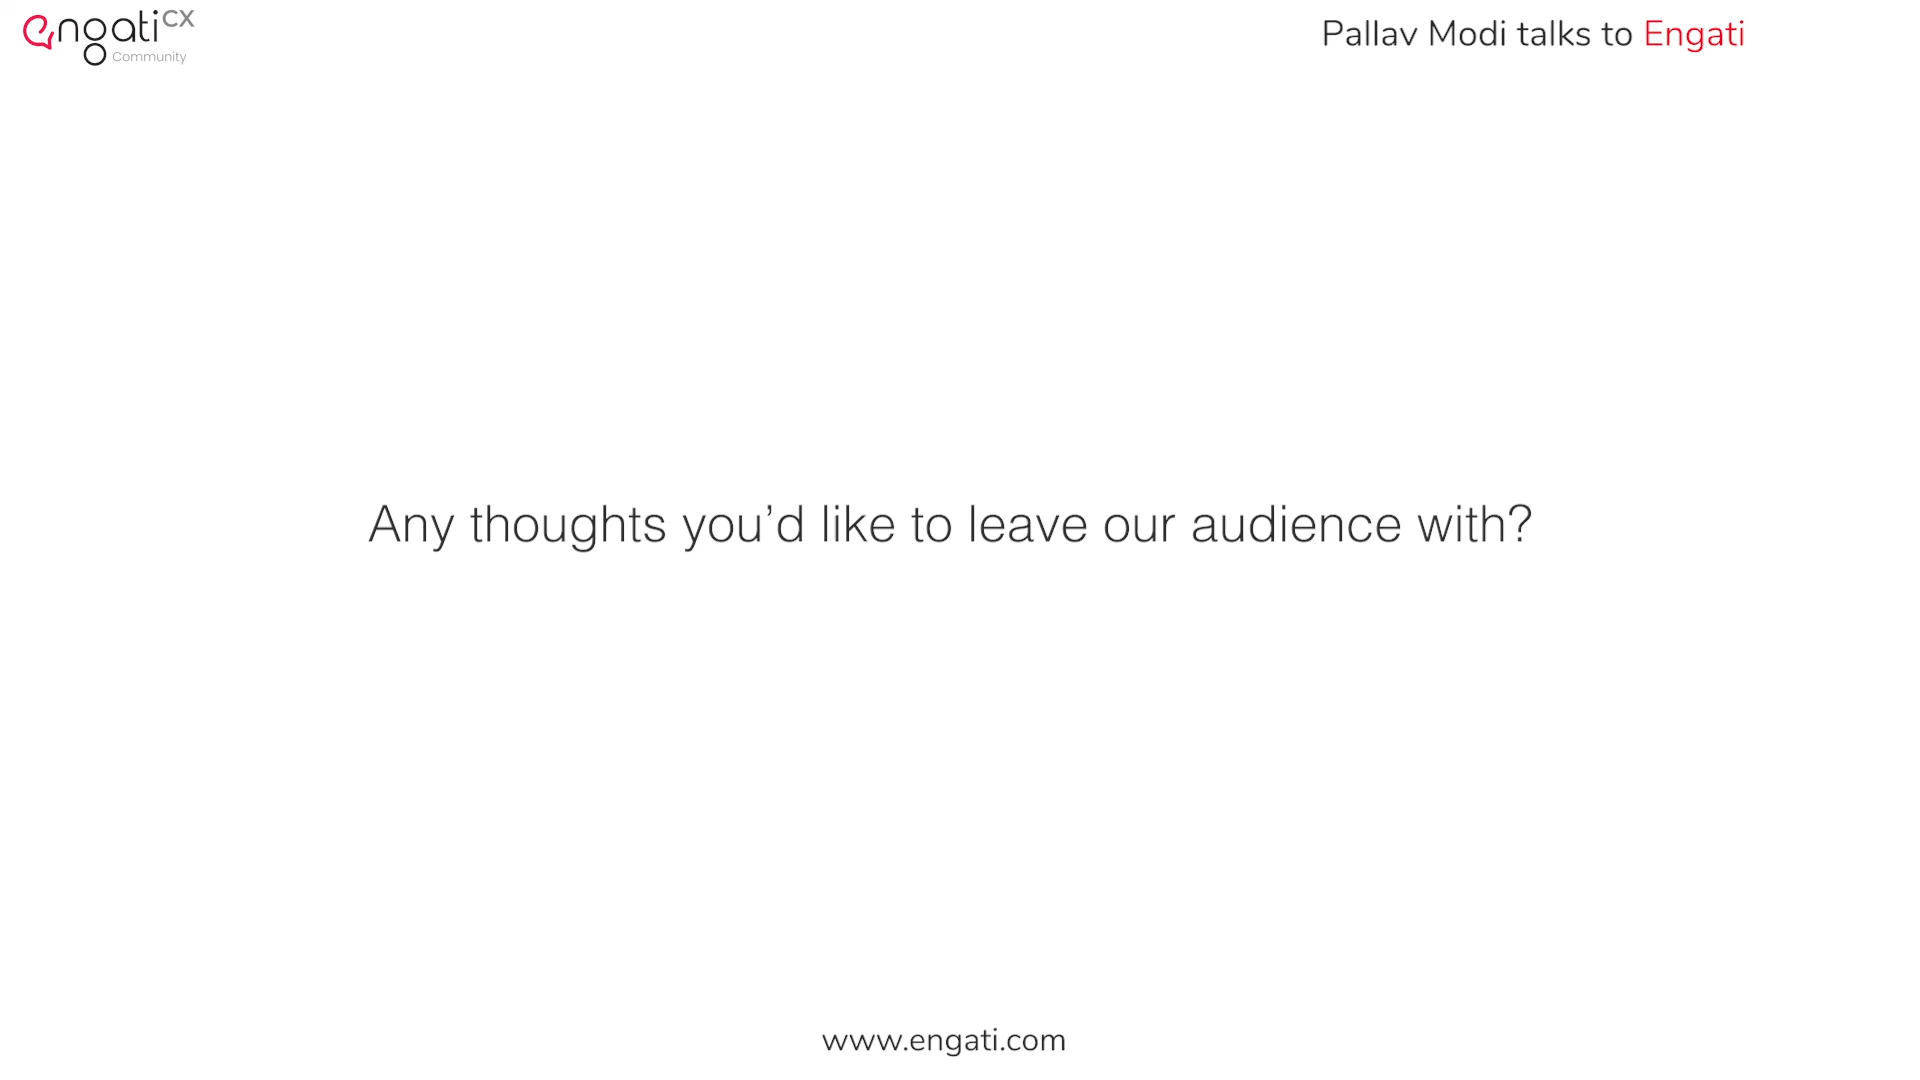 engati CX
Community
Pallav Modi talks to Engati
Any thoughts you’d like to leave our audience with?
www.engati.com